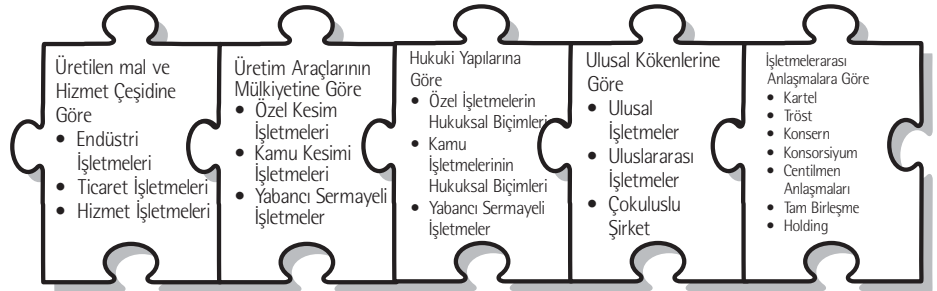 Üretilen mal ve
Hizmet Çeşidine
Göre
• Endüstri
İşletmeleri
• Ticaret İşletmeleri
• Hizmet İşletmeleri
Üretim Araçlarının
Mülkiyetine Göre
• Özel Kesim
İşletmeleri
• Kamu Kesimi
İşletmeleri
• Yabancı Sermayeli
İşletmeler
Hukuki Yapılarına
Göre
• Özel İşletmelerin
Hukuksal Biçimleri
• Kamu
İşletmelerinin
Hukuksal Biçimleri
• Yabancı Sermayeli
İşletmeler
Ulusal Kökenlerine
Göre
• Ulusal
İşletmeler
• Uluslararası
İşletmeler
• Çokuluslu
Şirket
İşletmelerarası
Anlaşmalara Göre
• Kartel
• Tröst
• Konsern
• Konsorsiyum
• Centilmen
Anlaşmaları
• Tam Birleşme
• Holding